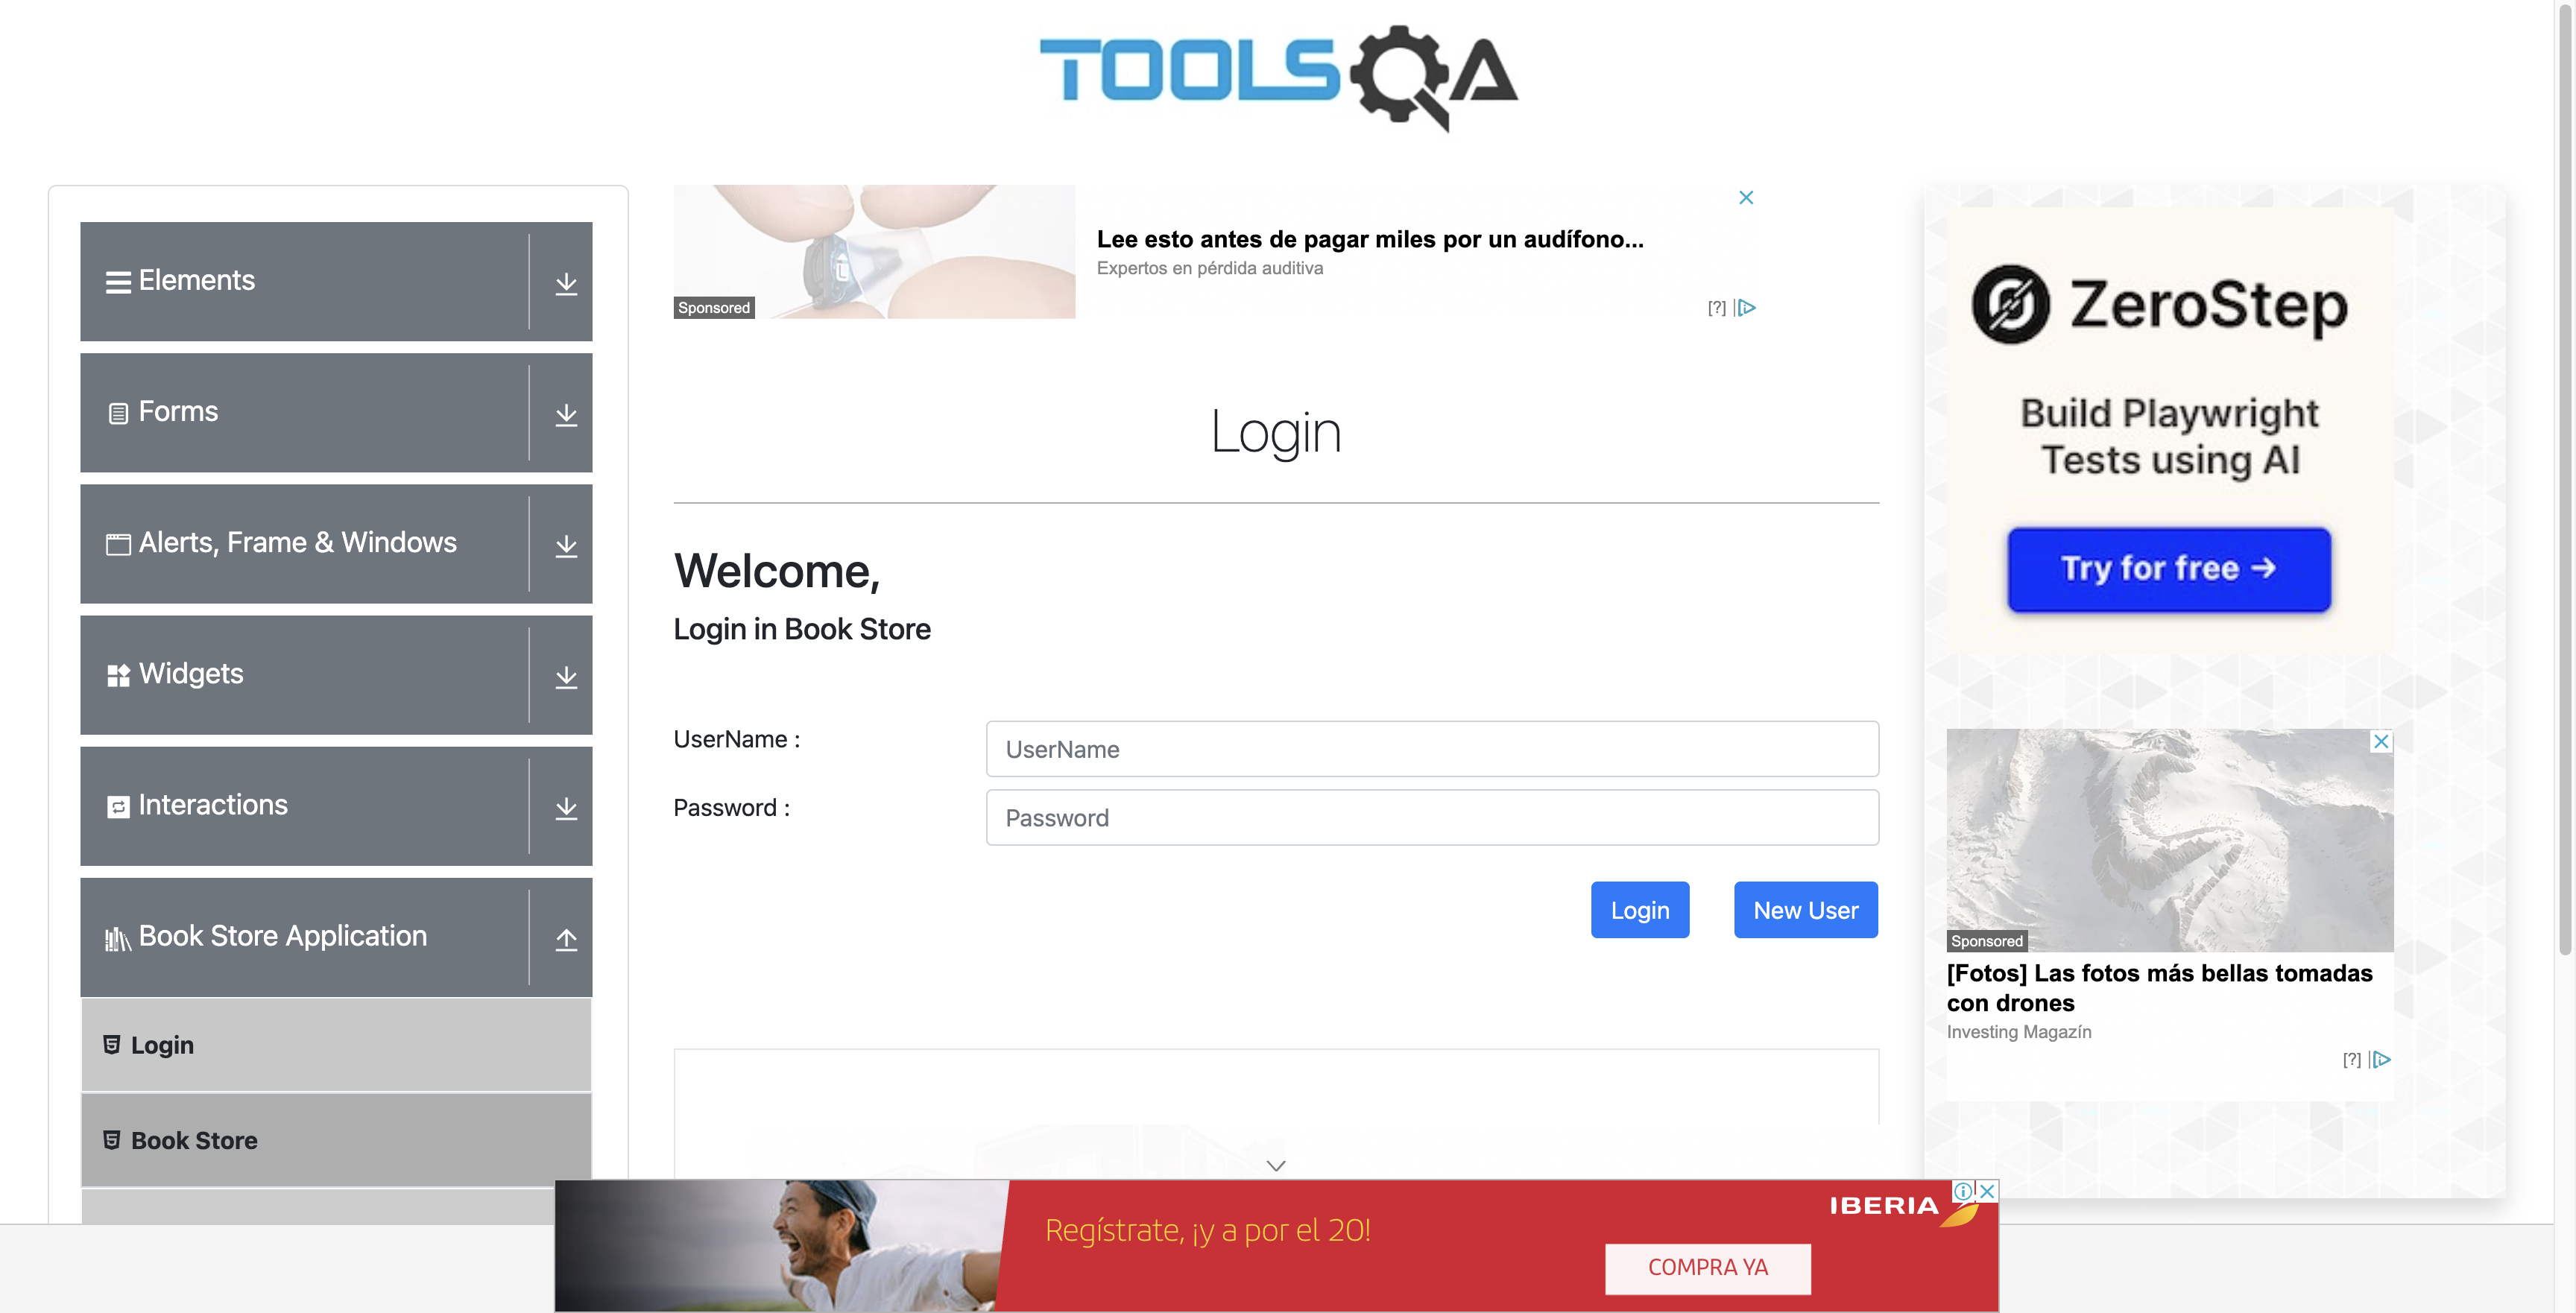 TOOLSQA
Elements
Forms
Alerts, Frame & Windows
Widgets
Interactions
Book Store Application
Login
Book Store
Sponsored
Lee esto antes de pagar miles por un audífono...
Expertos en pérdida auditiva
[?]
Login
Welcome,
Login in Book Store
UserName :
UserName
Password :
Password
Login
New User
ZeroStep
Build Playwright
Tests using AI
Try for free →
Sponsored
[Fotos] Las fotos más bellas tomadas
con drones
Investing Magazín
[?]
Regístrate, ¡y a por el 20!
IBERIA
COMPRA YA